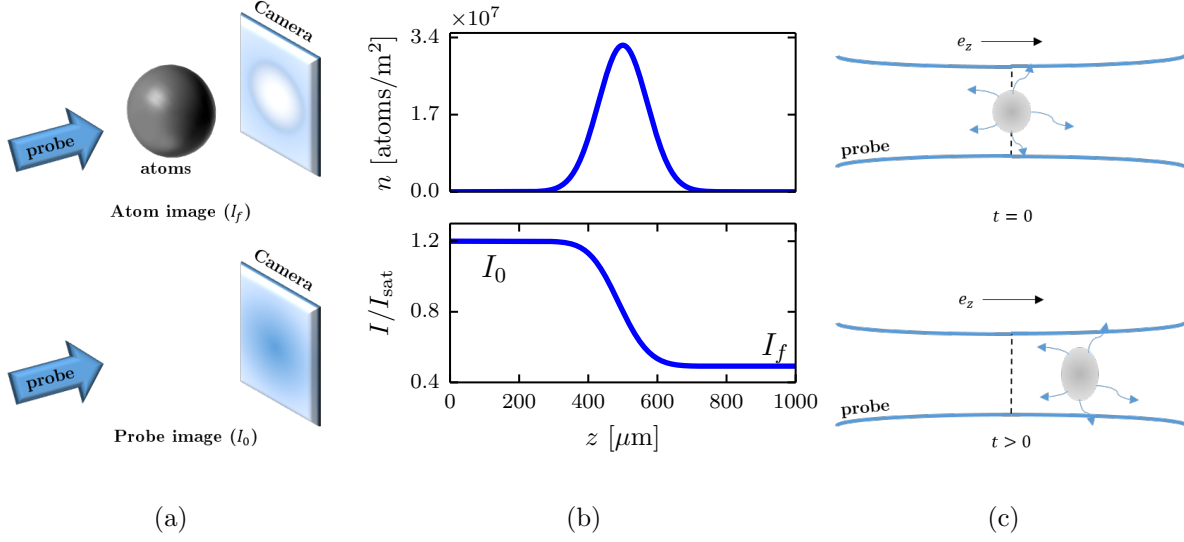 Camera
probe
atoms
Atom image (I_f)
Camera
probe
Probe image (I_0)
(a)
×10^7
3.4
1.7
0.0
n [atoms/m^2]
1.2
0.8
0.4
I/I_sat
I_0
I_f
0 200 400 600 800 1000
z [μm]
(b)
e_z
probe
t = 0
e_z
probe
t > 0
(c)